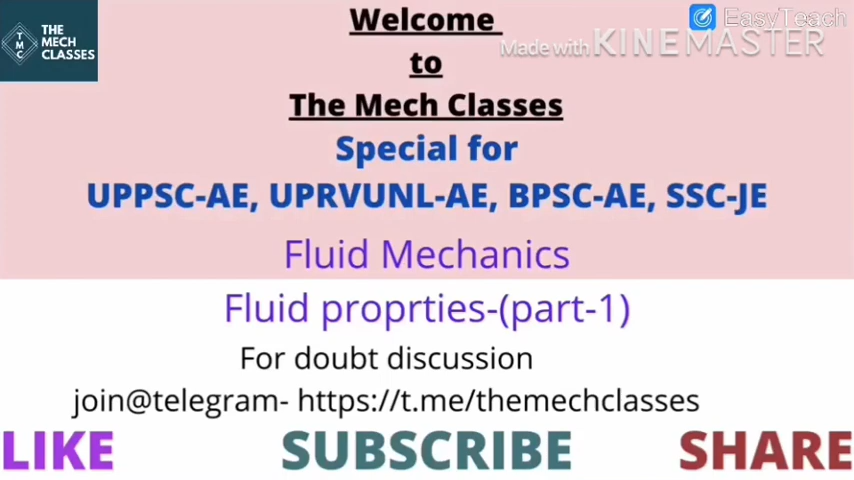 THE
MECH
CLASSES
T
M
C
EasyTeach
Made with KINEMASTER
Welcome
to
The Mech Classes
Special for
UPPSC-AE, UPRVUNL-AE, BPSC-AE, SSC-JE
Fluid Mechanics
Fluid proprties-(part-1)
For doubt discussion
join@telegram- https://t.me/themechclasses
LIKE SUBSCRIBE SHARE